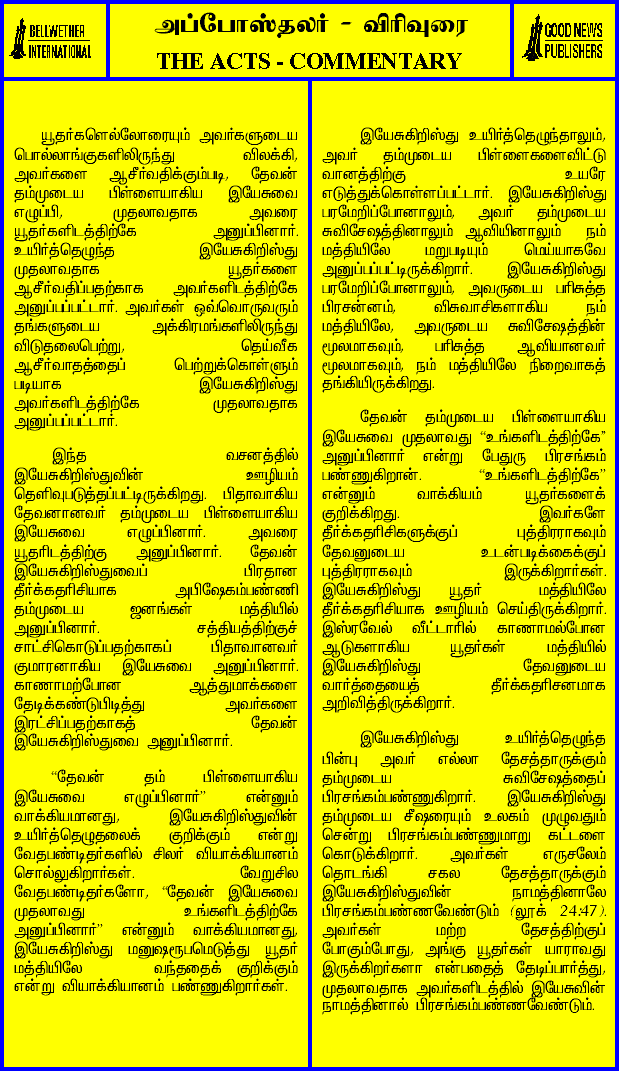 BELLWETHER
INTERNATIONAL
அப்போஸ்தலர் - விரிவுரை
THE ACTS - COMMENTARY
GOOD NEWS
PUBLISHERS
யூதர்களெல்லோரையும் அவர்களுடைய
பொல்லாங்குகளிலிருந்து விலக்கி,
அவர்களை ஆசீர்வதிக்கும்படி, தேவன்
தம்முடைய பிள்ளையாகிய இயேசுவை
எழுப்பி, முதலாவதாக அவரை
யூதர்களிடத்திற்கே அனுப்பினார்.
உயிர்த்தெழுந்த இயேசுகிறிஸ்து
முதலாவதாக யூதர்களை
ஆசீர்வதிப்பதற்காக அவர்களிடத்திற்கே
அனுப்பப்பட்டார். அவர்கள் ஒவ்வொருவரும்
தங்களுடைய அக்கிரமங்களிலிருந்து
விடுதலைபெற்று, தெய்வீக
ஆசீர்வாதத்தைப் பெற்றுக்கொள்ளும்
படியாக இயேசுகிறிஸ்து
அவர்களிடத்திற்கே முதலாவதாக
அனுப்பப்பட்டார்.
இந்த வசனத்தில்
இயேசுகிறிஸ்துவின் ஊழியம்
தெளிவுபடுத்தப்பட்டிருக்கிறது. பிதாவாகிய
தேவனானவர் தம்முடைய பிள்ளையாகிய
இயேசுவை எழுப்பினார். அவரை
யூதரிடத்திற்கு அனுப்பினார். தேவன்
இயேசுகிறிஸ்துவைப் பிரதான
தீர்க்கதரிசியாக அபிஷேகம்பண்ணி
தம்முடைய ஜனங்கள் மத்தியில்
அனுப்பினார். சத்தியத்திற்குச்
சாட்சிகொடுப்பதற்காகப் பிதாவானவர்
குமாரனாகிய இயேசுவை அனுப்பினார்.
காணாமற்போன ஆத்துமாக்களை
தேடிக்கண்டுபிடித்து அவர்களை
இரட்சிப்பதற்காகத் தேவன்
இயேசுகிறிஸ்துவை அனுப்பினார்.
“தேவன் தம் பிள்ளையாகிய
இயேசுவை எழுப்பினார்” என்னும்
வாக்கியமானது, இயேசுகிறிஸ்துவின்
உயிர்த்தெழுதலைக் குறிக்கும் என்று
வேதபண்டிதர்களில் சிலர் வியாக்கியானம்
சொல்லுகிறார்கள். வேறுசில
வேதபண்டிதர்களோ, “தேவன் இயேசுவை
முதலாவது உங்களிடத்திற்கே
அனுப்பினார்” என்னும் வாக்கியமானது,
இயேசுகிறிஸ்து மனுஷரூபமெடுத்து யூதர்
மத்தியிலே வந்ததைக் குறிக்கும்
என்று வியாக்கியானம் பண்ணுகிறார்கள்.
இயேசுகிறிஸ்து உயிர்த்தெழுந்தாலும்,
அவர் தம்முடைய பிள்ளைகளைவிட்டு
வானத்திற்கு உயரே
எடுத்துக்கொள்ளப்பட்டார். இயேசுகிறிஸ்து
பரமேறிப்போனாலும், அவர் தம்முடைய
சுவிசேஷத்தினாலும் ஆவியினாலும் நம்
மத்தியிலே மறுபடியும் மெய்யாகவே
அனுப்பப்பட்டிருக்கிறார். இயேசுகிறிஸ்து
பரமேறிப்போனாலும், அவருடைய பரிசுத்த
பிரசன்னம், விசுவாசிகளாகிய நம்
மத்தியிலே, அவருடைய சுவிசேஷத்தின்
மூலமாகவும், பரிசுத்த ஆவியானவர்
மூலமாகவும், நம் மத்தியிலே நிறைவாகத்
தங்கியிருக்கிறது.
தேவன் தம்முடைய பிள்ளையாகிய
இயேசுவை முதலாவது “உங்களிடத்திற்கே”
அனுப்பினார் என்று பேதுரு பிரசங்கம்
பண்ணுகிறான். “உங்களிடத்திற்கே”
என்னும் வாக்கியம் யூதர்களைக்
குறிக்கிறது. இவர்களே
தீர்க்கதரிசிகளுக்குப் புத்திரராகவும்
தேவனுடைய உடன்படிக்கைக்குப்
புத்திரராகவும் இருக்கிறார்கள்.
இயேசுகிறிஸ்து யூதர் மத்தியிலே
தீர்க்கதரிசியாக ஊழியம் செய்திருக்கிறார்.
இஸ்ரவேல் வீட்டாரில் காணாமல்போன
ஆடுகளாகிய யூதர்கள் மத்தியில்
இயேசுகிறிஸ்து தேவனுடைய
வார்த்தையைத் தீர்க்கதரிசனமாக
அறிவித்திருக்கிறார்.
இயேசுகிறிஸ்து உயிர்த்தெழுந்த
பின்பு அவர் எல்லா தேசத்தாருக்கும்
தம்முடைய சுவிசேஷத்தைப்
பிரசங்கம்பண்ணுகிறார். இயேசுகிறிஸ்து
தம்முடைய சீஷரையும் உலகம் முழுவதும்
சென்று பிரசங்கம்பண்ணுமாறு கட்டளை
கொடுக்கிறார். அவர்கள் எருசலேம்
தொடங்கி சகல தேசத்தாருக்கும்
இயேசுகிறிஸ்துவின் நாமத்தினாலே
பிரசங்கம்பண்ணவேண்டும் (லூக் 24:47).
அவர்கள் மற்ற தேசத்திற்குப்
போகும்போது, அங்கு யூதர்கள் யாராவது
இருக்கிறர்களா என்பதைத் தேடிப்பார்த்து,
முதலாவதாக அவர்களிடத்தில் இயேசுவின்
நாமத்தினால் பிரசங்கம்பண்ணவேண்டும்.